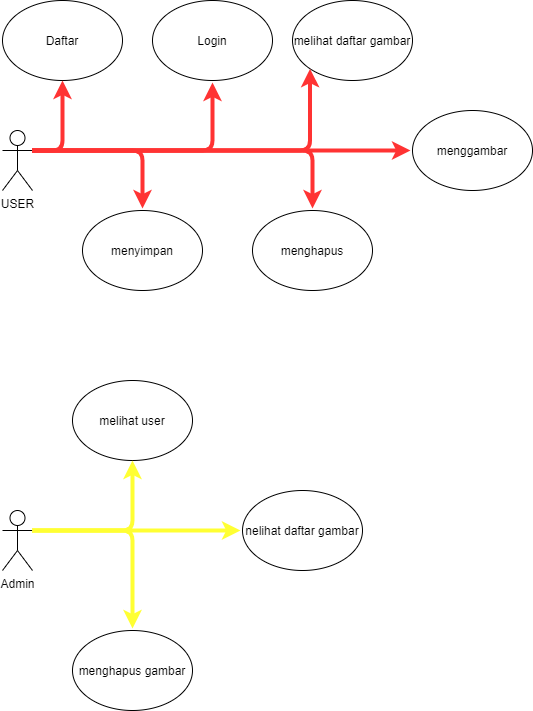 Daftar
Login
melihat daftar gambar
menggambar
USER
menyimpan
menghapus
melihat user
nelihat daftar gambar
Admin
menghapus gambar